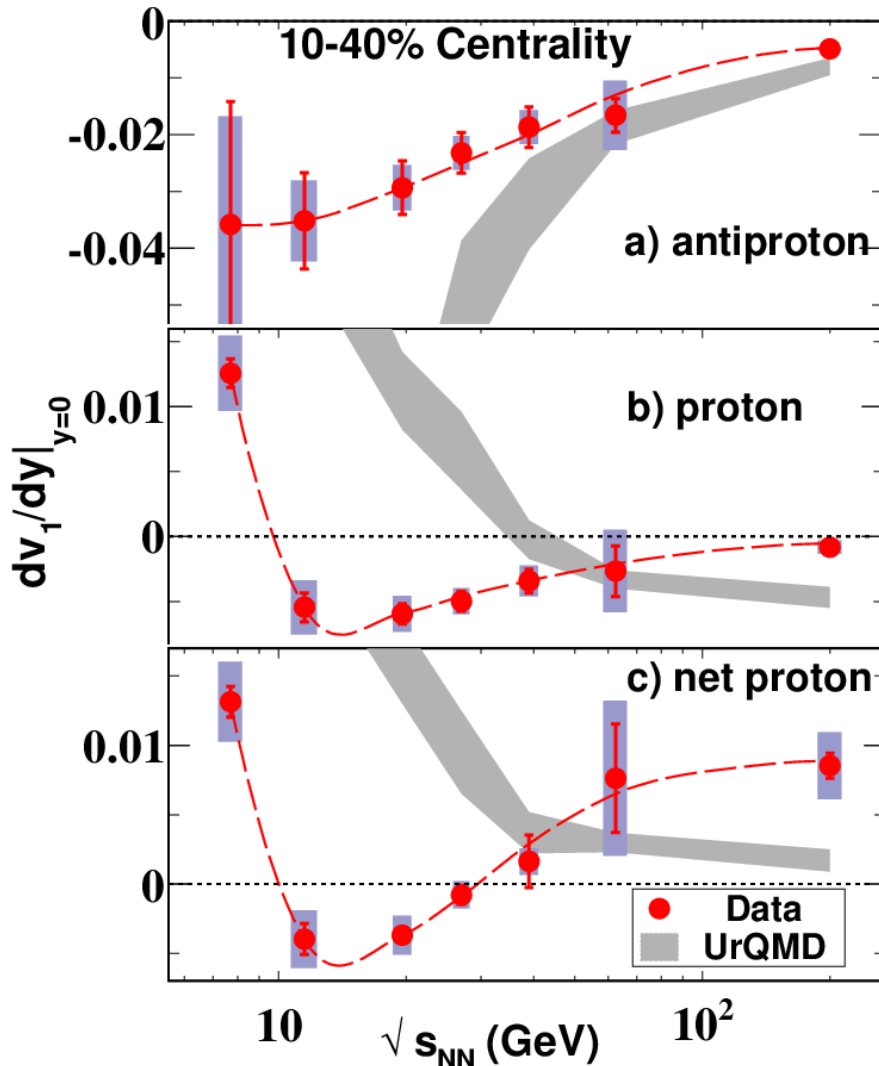 0
10-40% Centrality
-0.02
-0.04
a) antiproton
0.01
b) proton
0
dv₁/dy|y=0
0.01
c) net proton
0
Data
UrQMD
10
10²
√ sNN (GeV)